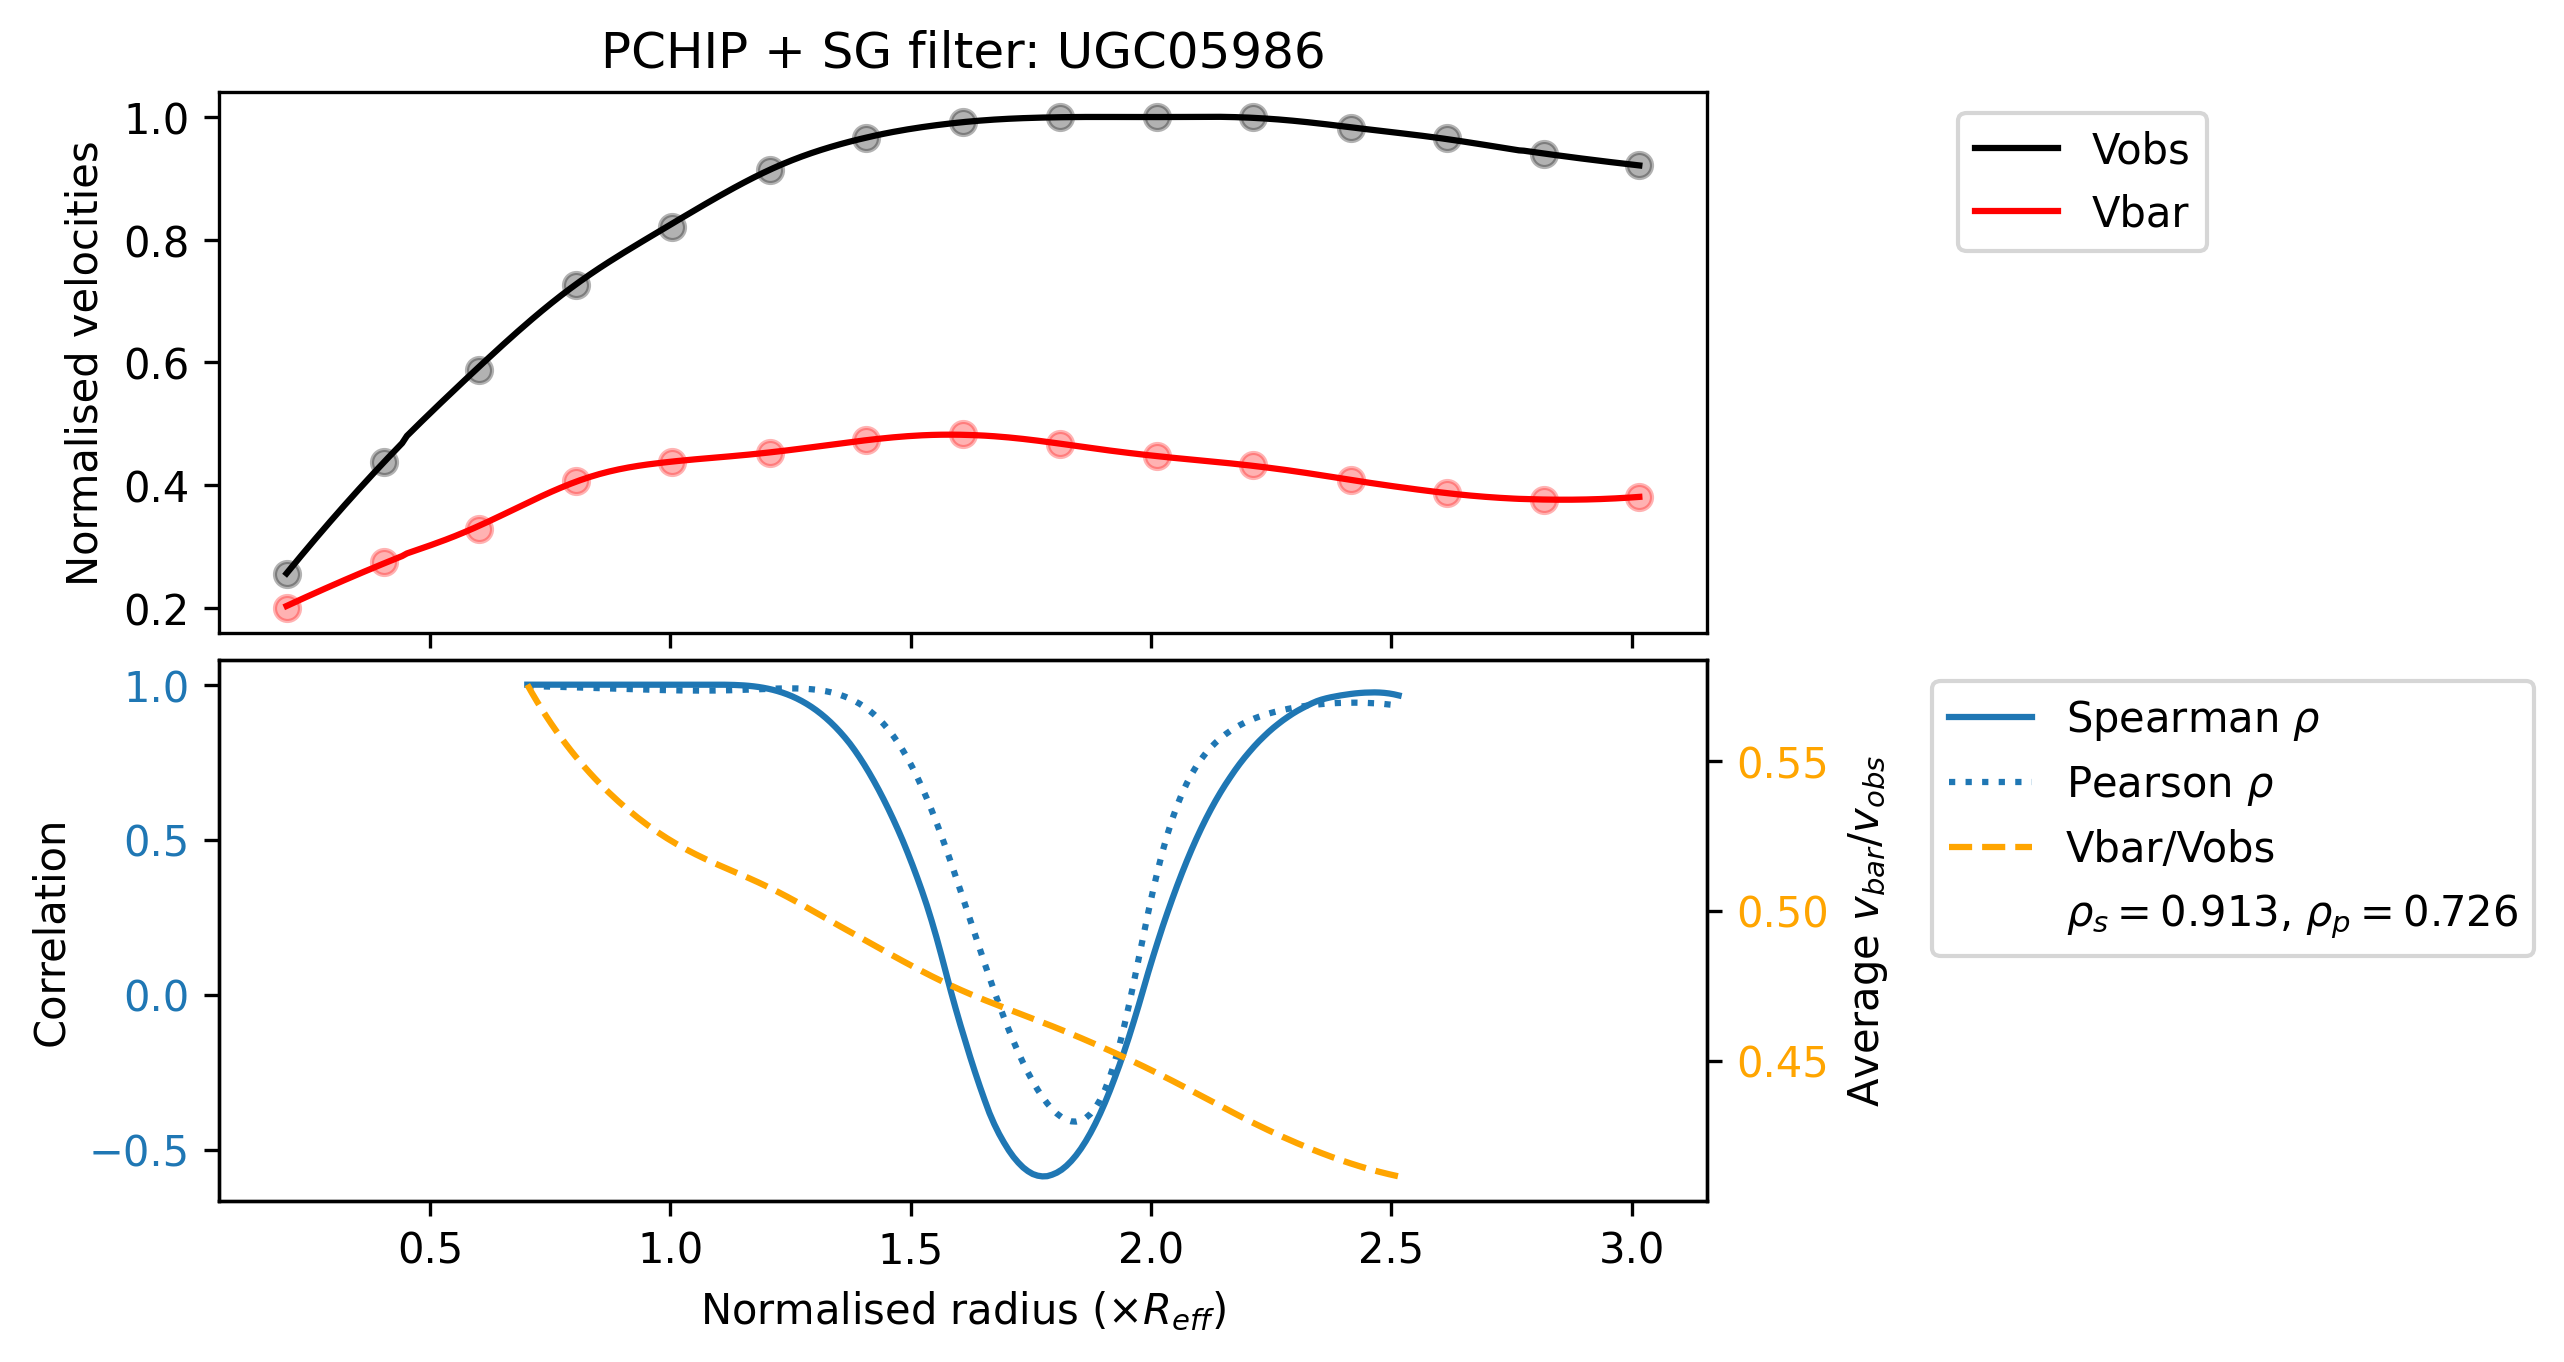 PCHIP + SG filter: UGC05986
Normalised velocities
1.0
0.8
0.6
0.4
0.2
Vobs
Vbar
Correlation
1.0
0.5
0.0
−0.5
0.55
0.50
0.45
Average v_bar/v_obs
Spearman ρ
Pearson ρ
Vbar/Vobs
ρ_s = 0.913, ρ_p = 0.726
0.5 1.0 1.5 2.0 2.5 3.0
Normalised radius (×R_eff)